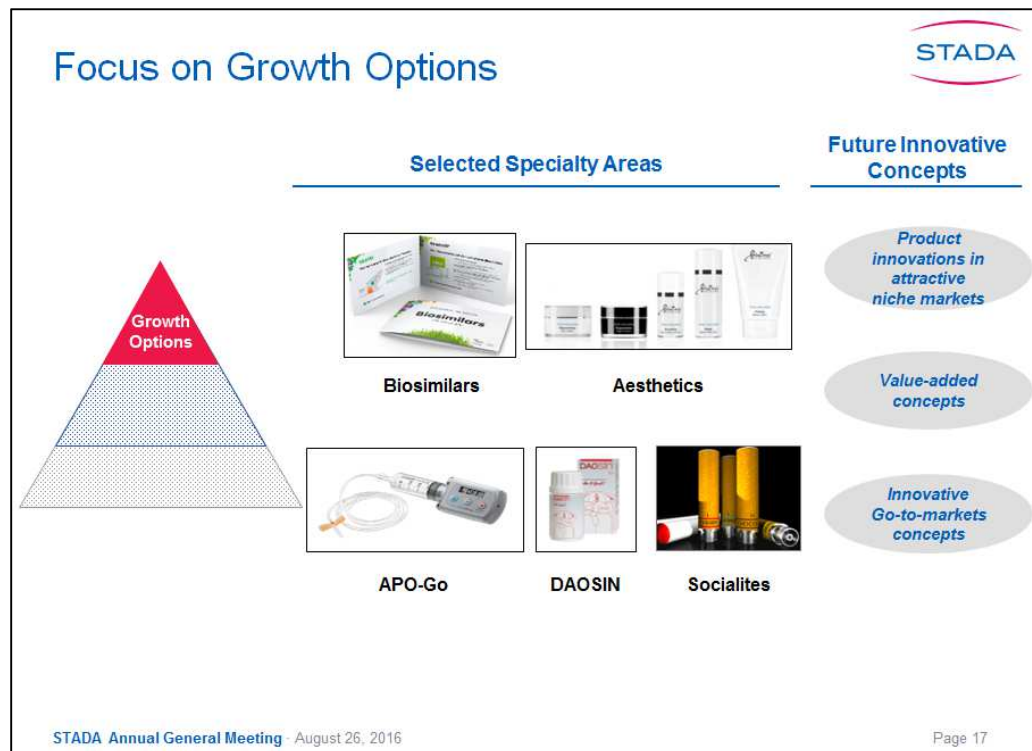 Focus on Growth Options
STADA
Selected Specialty Areas
Future Innovative
Concepts
Growth
Options
Biosimilars
Biosimilars
Aesthetics
Product
innovations in
attractive
niche markets
Value-added
concepts
DAOSIN
APO-Go
DAOSIN
Socialites
Innovative
Go-to-markets
concepts
STADA Annual General Meeting · August 26, 2016
Page 17